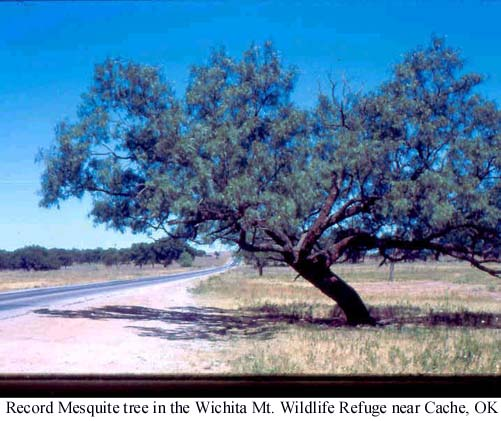 Record Mesquite tree in the Wichita Mt. Wildlife Refuge near Cache, OK